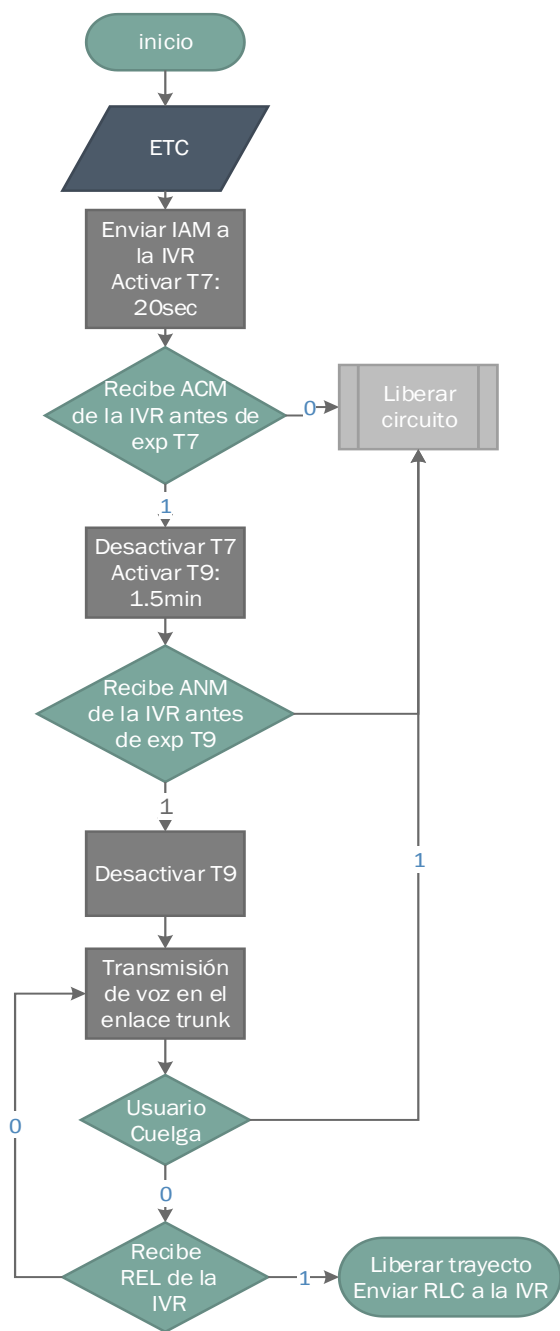 inicio
ETC
Enviar IAM a
la IVR
Activar T7:
20sec
Recibe ACM
de la IVR antes de
exp T7
0
Liberar
circuito
1
Desactivar T7
Activar T9:
1.5min
Recibe ANM
de la IVR antes
de exp T9
1
1
Desactivar T9
Transmisión
de voz en el
enlace trunk
0
Usuario
Cuelga
0
Recibe
REL de la
IVR
1
Liberar trayecto
Enviar RLC a la IVR